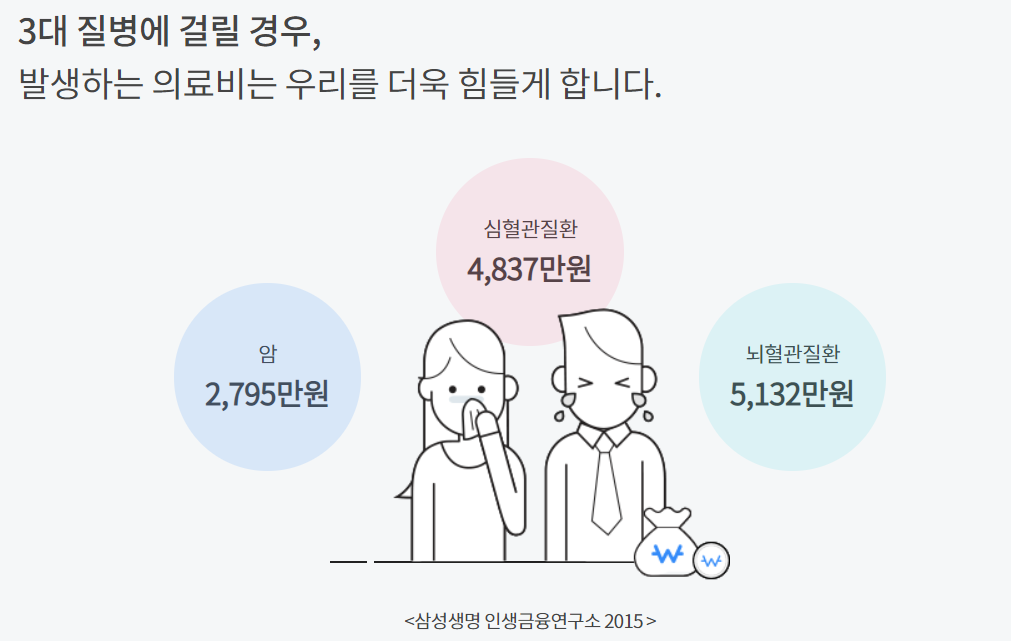 3대 질병에 걸릴 경우,
발생하는 의료비는 우리를 더욱 힘들게 합니다.
심혈관질환
4,837만원
암
2,795만원
뇌혈관질환
5,132만원
<삼성생명 인생금융연구소 2015>